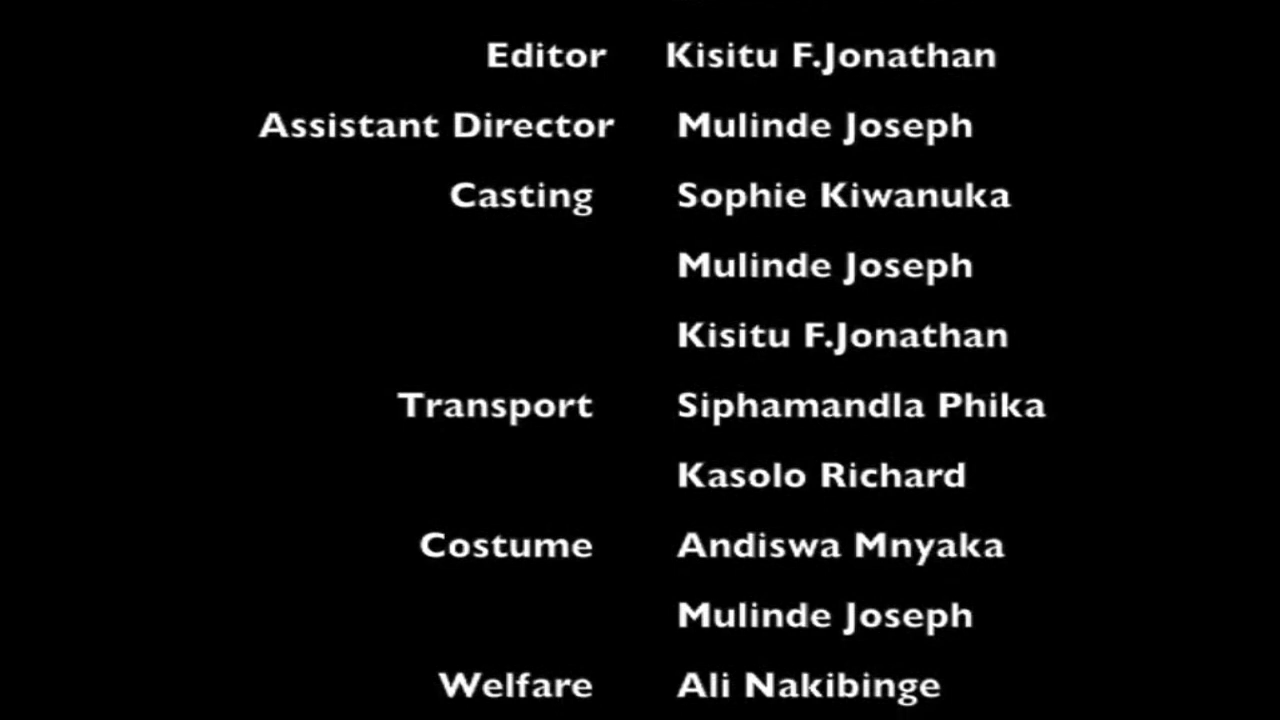 Editor Kisitu F.Jonathan
Assistant Director Mulinde Joseph
Casting Sophie Kiwanuka
Mulinde Joseph
Kisitu F.Jonathan
Transport Siphamandla Phika
Kasolo Richard
Costume Andiswa Mnyaka
Mulinde Joseph
Welfare Ali Nakibinge